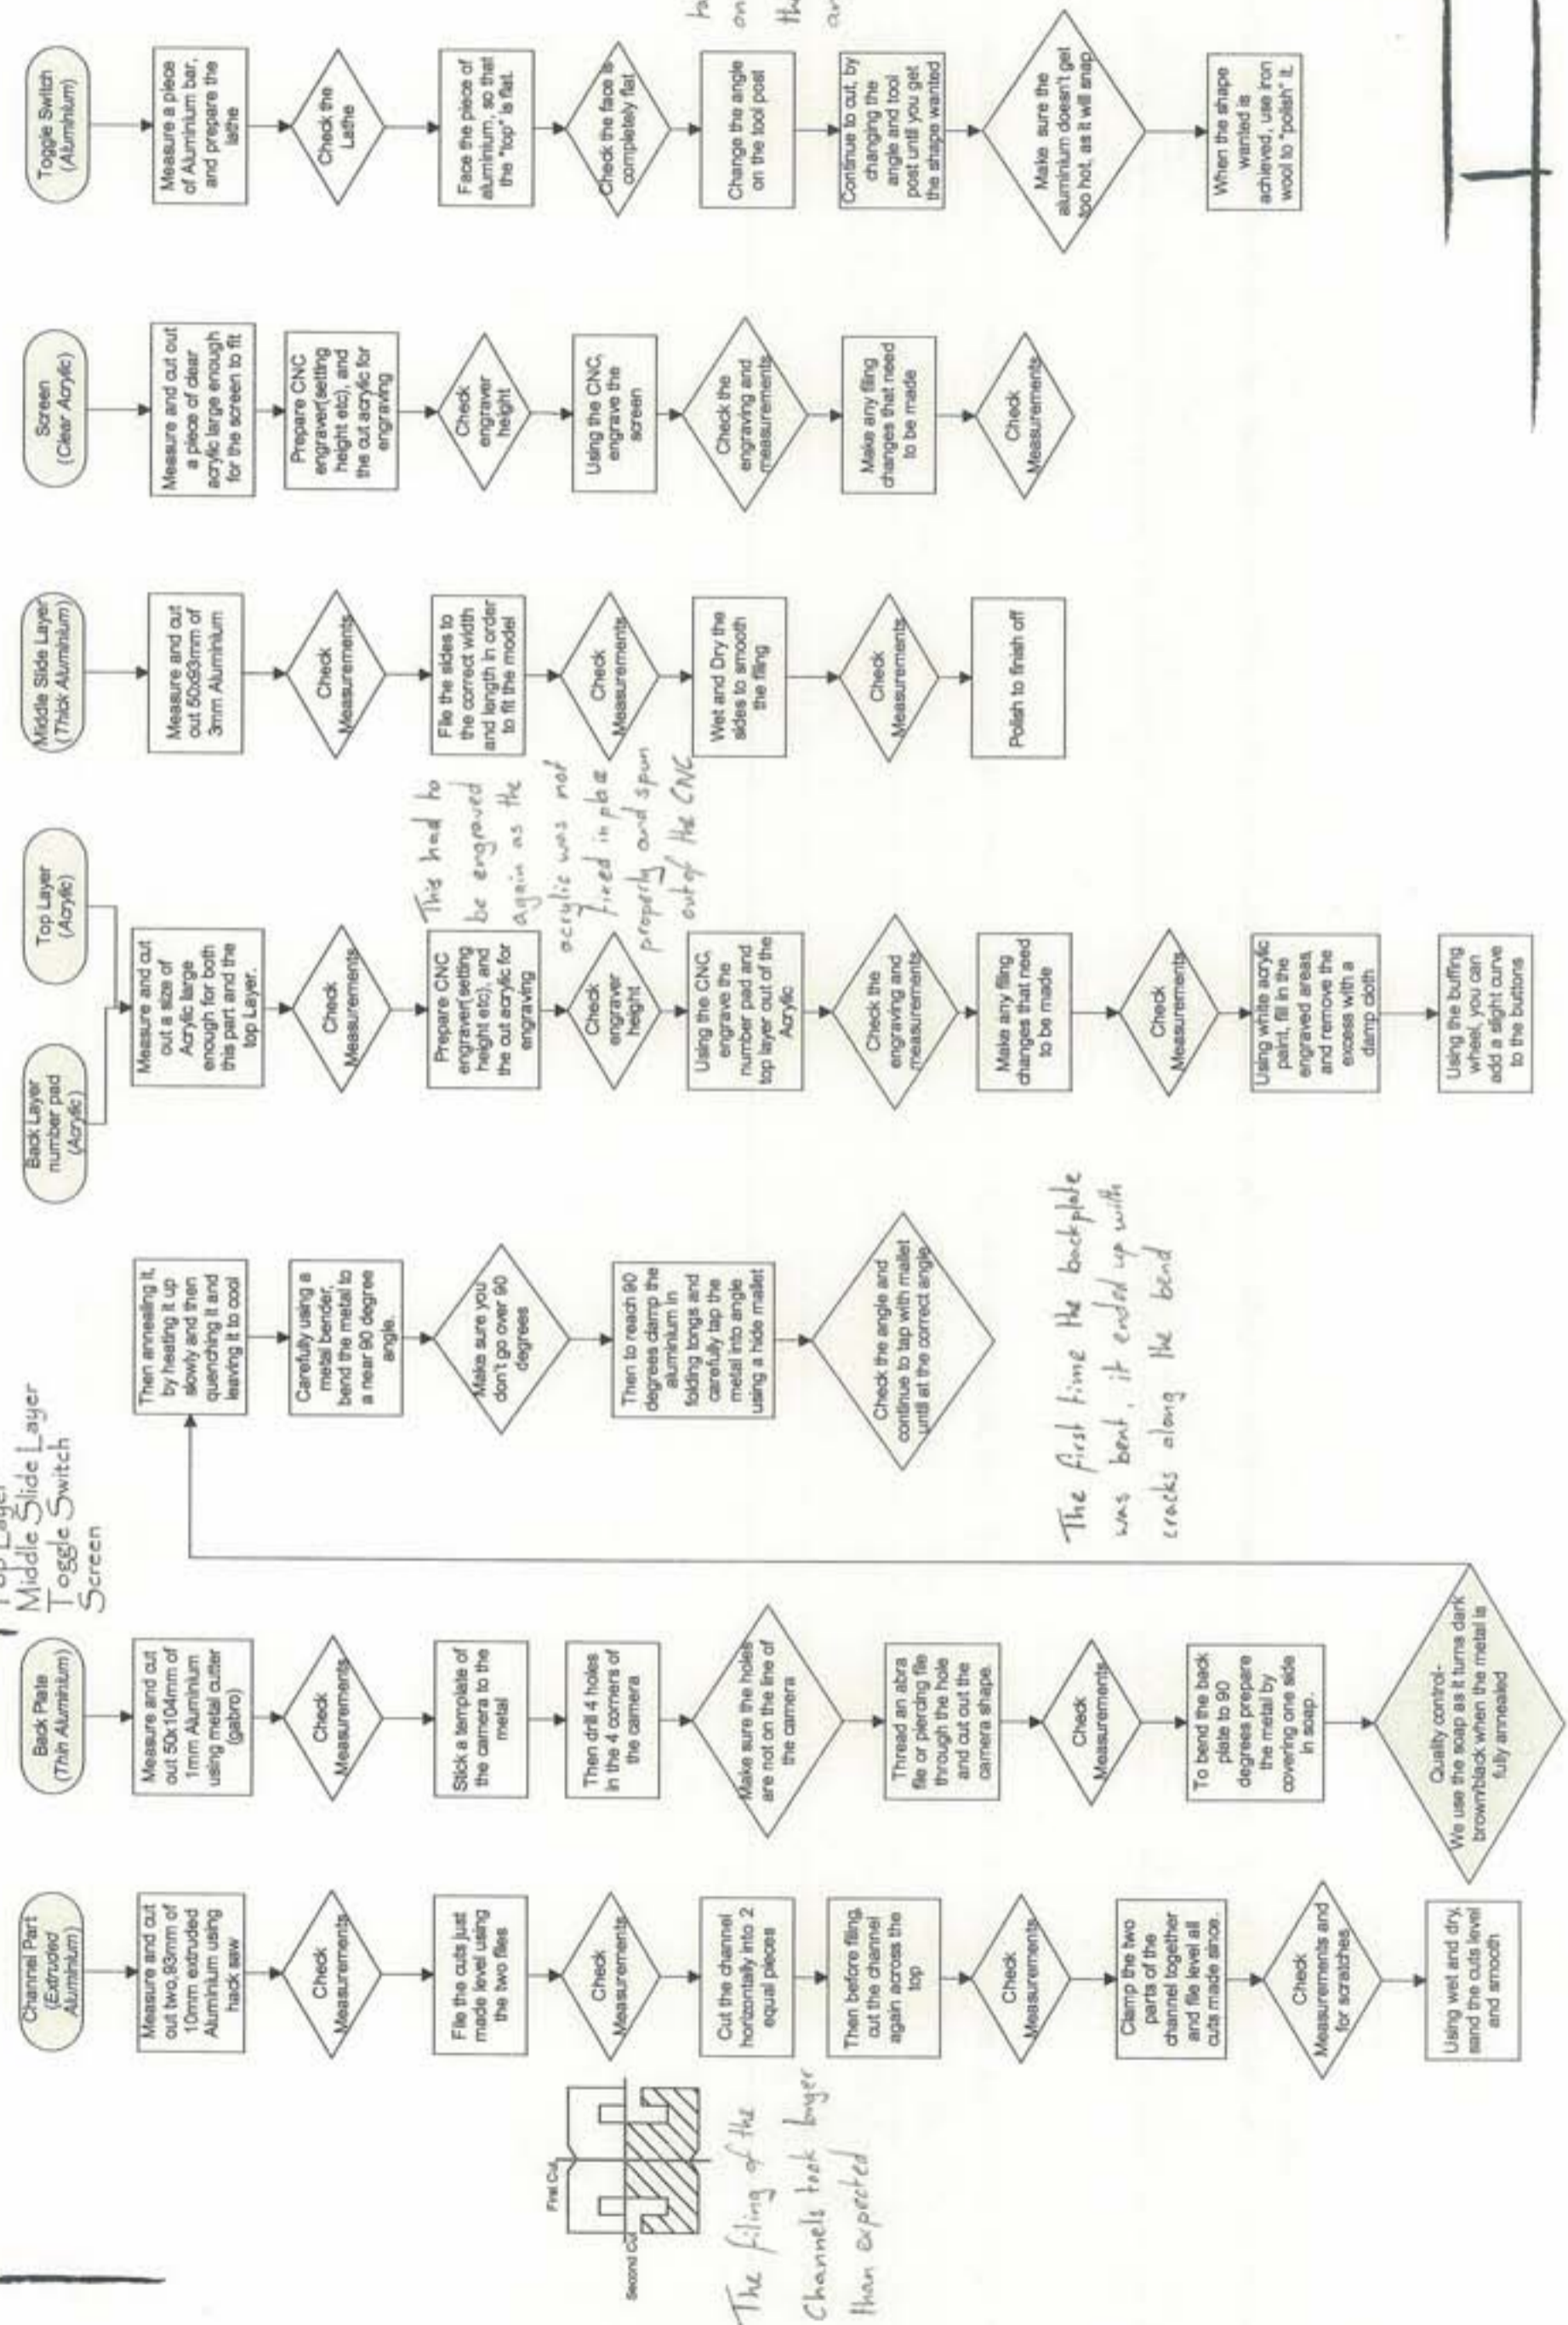 Top Layer
Middle Slide Layer
Toggle Switch
Screen
Channel Part
(Extruded
Aluminium)
Measure and cut
out two,93mm of
10mm extruded
Aluminium using
hack saw
Check
Measurements
File the cuts just
made level using
the two files
Check
Measurements
Cut the channel
horizontally into 2
equal pieces
Then before filing,
cut the channel
again across the
top
Check
Measurements
Clamp the two
parts of the
channel together
and file level all
cuts made since.
Check
Measurements and
for scratches
Using wet and dry,
sand the cuts level
and smooth
First Cut
Second Cut
The filing of the
Channels took longer
than expected
Back Plate
(Thin Aluminium)
Measure and cut
out 50x104mm of
1mm Aluminium
using metal cutter
(gabro)
Check
Measurements
Stick a template of
the camera to the
metal
Then drill 4 holes
in the 4 corners of
the camera
Make sure the holes
are not on the line of
the camera
Thread an abra
file or piercing file
through the hole
and cut out the
camera shape.
Check
Measurements
To bend the back
plate to 90
degrees prepare
the metal by
covering one side
in soap.
Quality control-
We use the soap as it turns dark
brown/black when the metal is
fully annealed
Then annealing it,
by heating it up
slowly and then
quenching it and
leaving it to cool
Carefully using a
metal bender,
bend the metal to
a near 90 degree
angle.
Make sure you
don't go over 90
degrees
Then to reach 90
degrees clamp the
aluminium in
folding tongs and
carefully tap the
metal into angle
using a hide mallet
Check the angle and
continue to tap with mallet
until at the correct angle
The first time the backplate
was bent, it ended up with
cracks along the bend
Back Layer
number pad
(Acrylic)
Top Layer
(Acrylic)
Measure and cut
out a size of
Acrylic large
enough for both
this part and the
top Layer.
Check
Measurements
Prepare CNC
engraver(setting
height etc), and
the cut acrylic for
engraving
Check
engraver
height
Using the CNC,
engrave the
number pad and
top layer out of the
Acrylic
Check the
engraving and
measurements
Make any filing
changes that need
to be made
Check
Measurements
Using white acrylic
paint, fill in the
engraved areas,
and remove the
excess with a
damp cloth
Using the buffing
wheel, you can
add a slight curve
to the buttons
This had to
be engraved
again as the
acrylic was not
fixed in place
properly and spun
out of the CNC
Middle Side Layer
(Thick Aluminium)
Measure and cut
out 50x93mm of
3mm Aluminium
Check
Measurements
File the sides to
the correct width
and length in order
to fit the model
Check
Measurements
Wet and Dry the
sides to smooth
the filing
Check
Measurements
Polish to finish off
Screen
(Clear Acrylic)
Measure and cut out
a piece of clear
acrylic large enough
for the screen to fit
Prepare CNC
engraver(setting
height etc), and
the cut acrylic for
engraving
Check
engraver
height
Using the CNC,
engrave the
screen
Check the
engraving and
measurements
Make any filing
changes that need
to be made
Check
Measurements
Toggle Switch
(Aluminium)
Measure a piece
of Aluminium bar,
and prepare the
lathe
Check the
Lathe
Face the piece of
aluminium, so that
the "top" is flat.
Check the face is
completely flat
Change the angle
on the tool post
Continue to cut, by
changing the
angle and tool
post until you get
the shape wanted
Make sure the
aluminium doesn't get
too hot, as it will snap
When the shape
wanted is
achieved, use iron
wool to "polish" it.